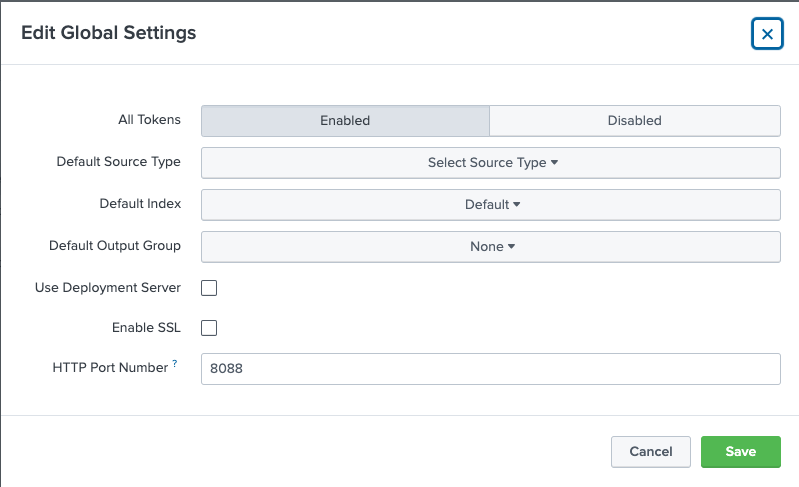 Edit Global Settings
All Tokens Enabled Disabled
Default Source Type Select Source Type
Default Index Default
Default Output Group None
Use Deployment Server
Enable SSL
HTTP Port Number ? 8088
Cancel Save